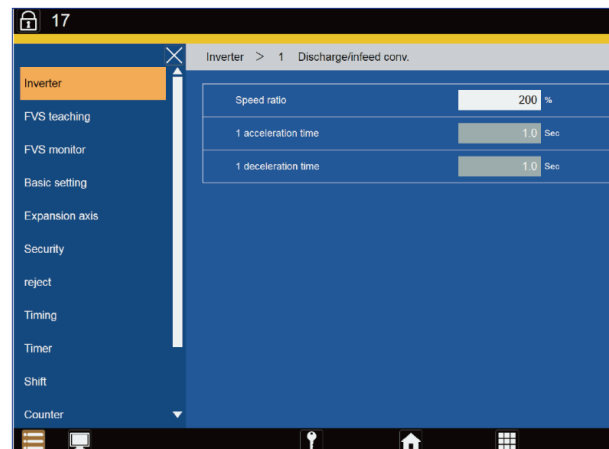 17
Inverter > 1 Discharge/infeed conv.
Inverter
FVS teaching
FVS monitor
Basic setting
Expansion axis
Security
reject
Timing
Timer
Shift
Counter
Speed ratio 200 %
1 acceleration time 1.0 Sec
1 deceleration time 1.0 Sec